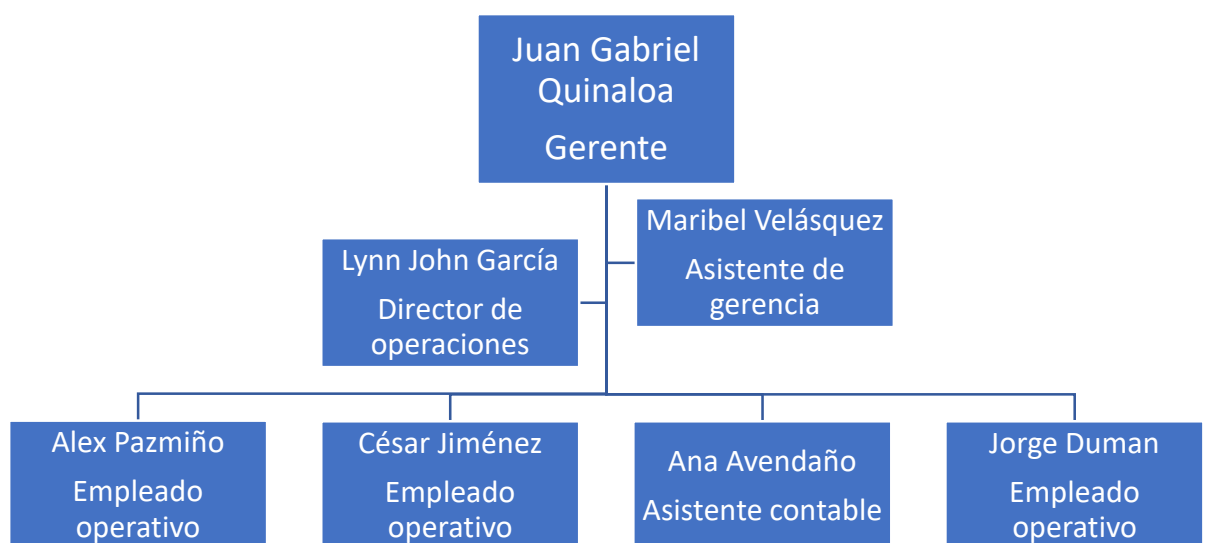 Juan Gabriel
Quinaloa
Gerente
Maribel Velásquez
Asistente de
gerencia
Lynn John García
Director de
operaciones
Alex Pazmiño
Empleado
operativo
César Jiménez
Empleado
operativo
Ana Avendaño
Asistente contable
Jorge Duman
Empleado
operativo